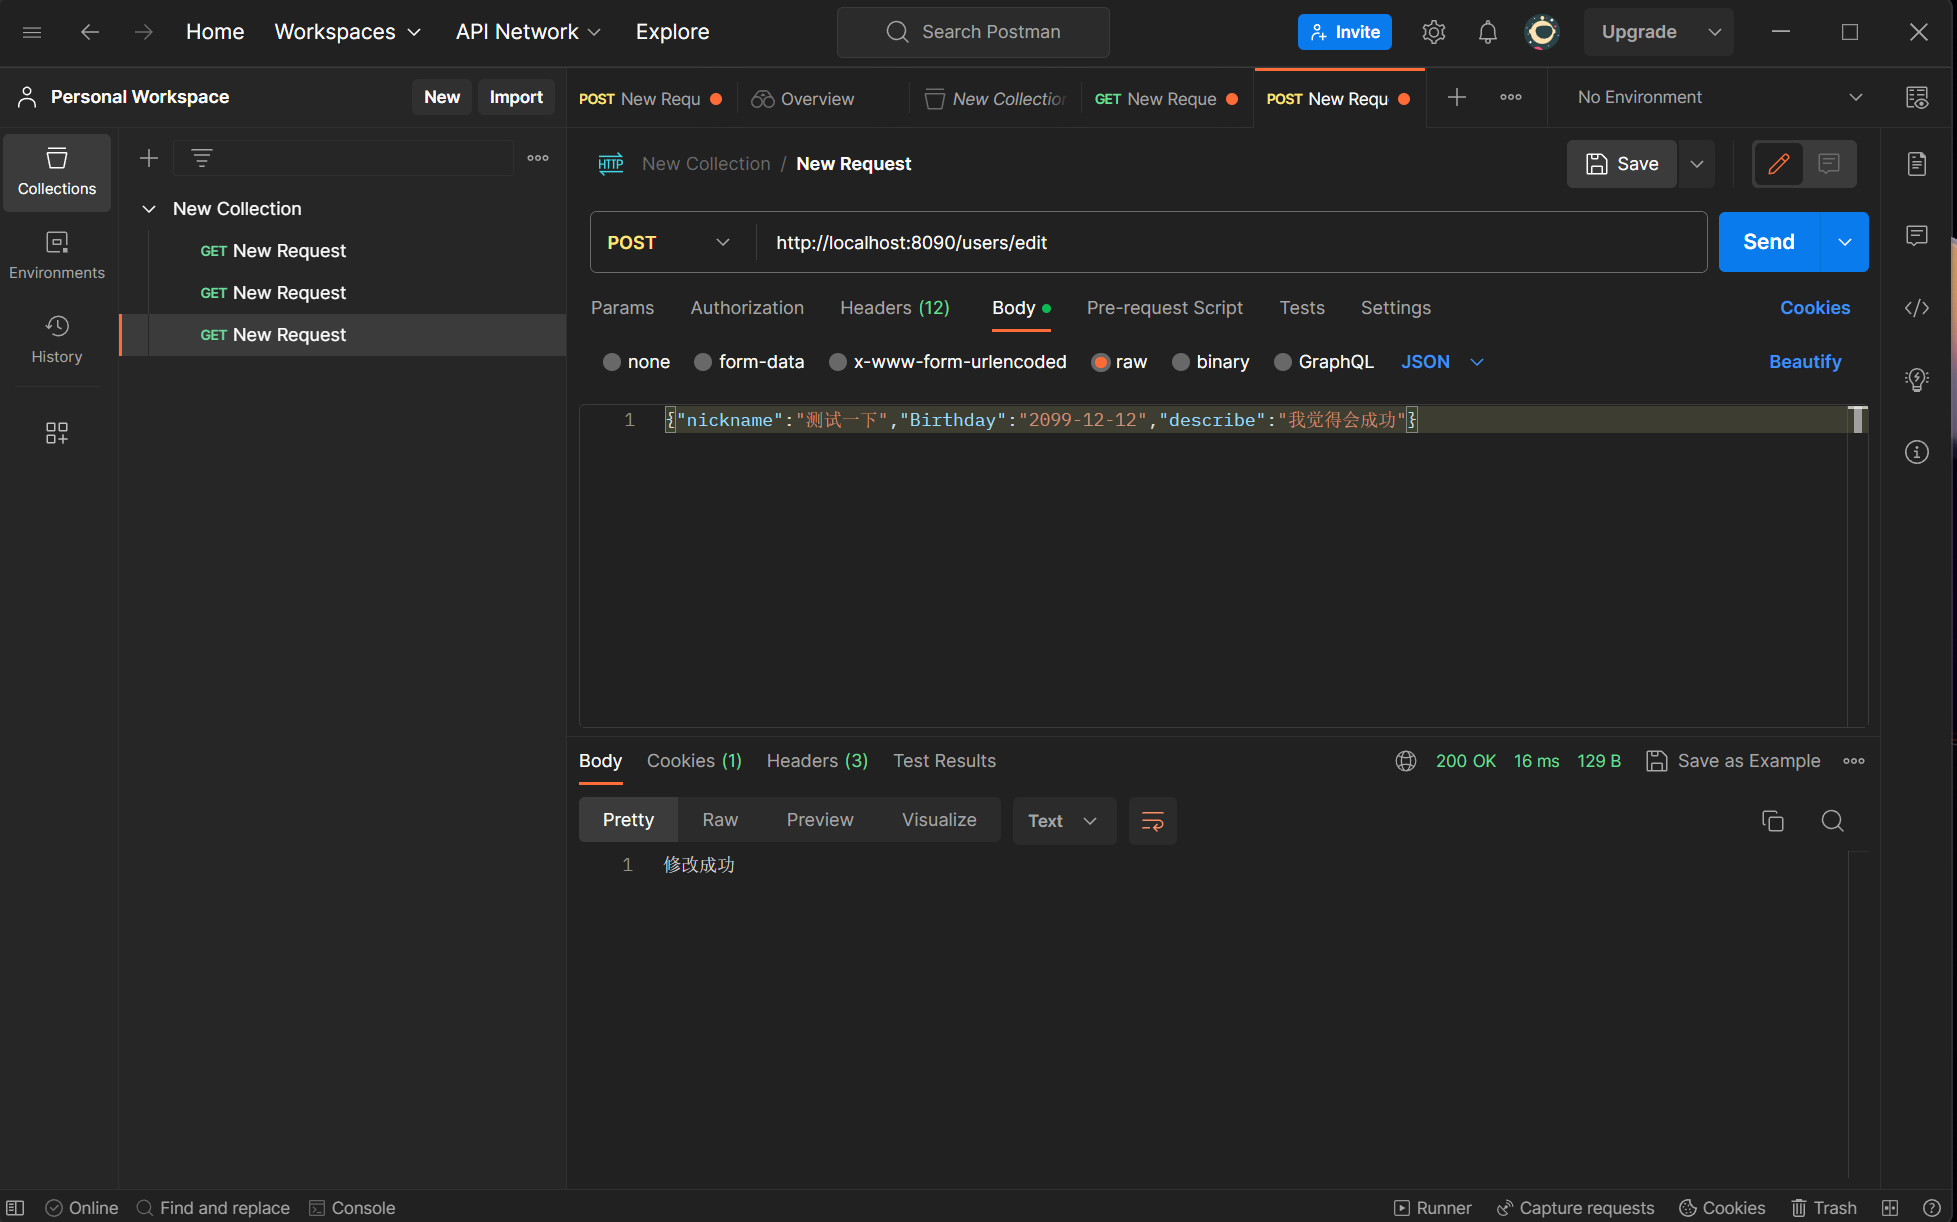 Home Workspaces API Network Explore Search Postman Invite Upgrade
Personal Workspace New Import POST New Requ Overview New Collection GET New Reque POST New Requ No Environment
Collections
Environments
History
New Collection
GET New Request
GET New Request
GET New Request
HTTP New Collection / New Request Save
POST http://localhost:8090/users/edit Send
Params Authorization Headers (12) Body Pre-request Script Tests Settings Cookies
none form-data x-www-form-urlencoded raw binary GraphQL JSON Beautify
1 {"nickname":"测试一下","Birthday":"2099-12-12","describe":"我觉得会成功"}
Body Cookies (1) Headers (3) Test Results 200 OK 16 ms 129 B Save as Example
Pretty Raw Preview Visualize Text
1 修改成功
Online Find and replace Console Runner Capture requests Cookies Trash